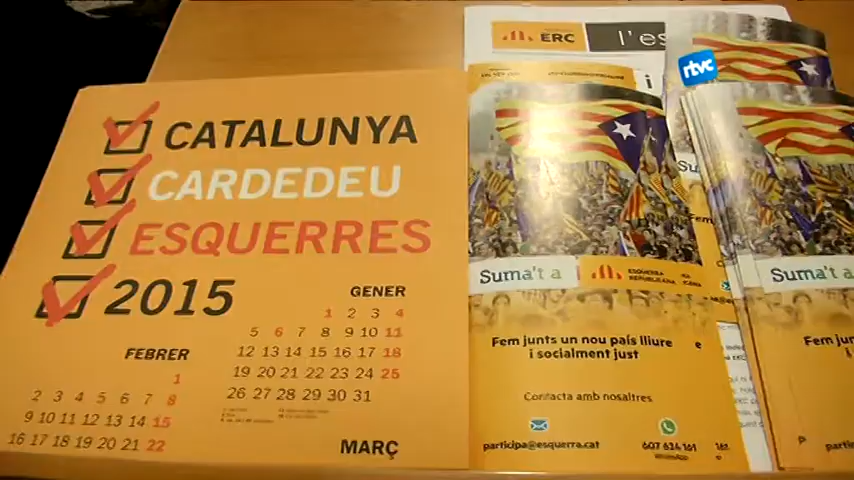 CATALUNYA
CARDEDEU
ESQUERRES
2015
GENER
1 2 3 4
5 6 7 8 9 10 11
12 13 14 15 16 17 18
19 20 21 22 23 24 25
26 27 28 29 30 31
FEBRER
1
2 3 4 5 6 7 8
9 10 11 12 13 14 15
16 17 18 19 20 21 22
MARÇ
ERC
l'es
rtvc
Suma't a
ESQUERRA
REPUBLICANA
Fem junts un nou país lliure
i socialment just
Contacta amb nosaltres
participa@esquerra.cat
607 634 161
WhatsApp
Suma't a
Fem jun